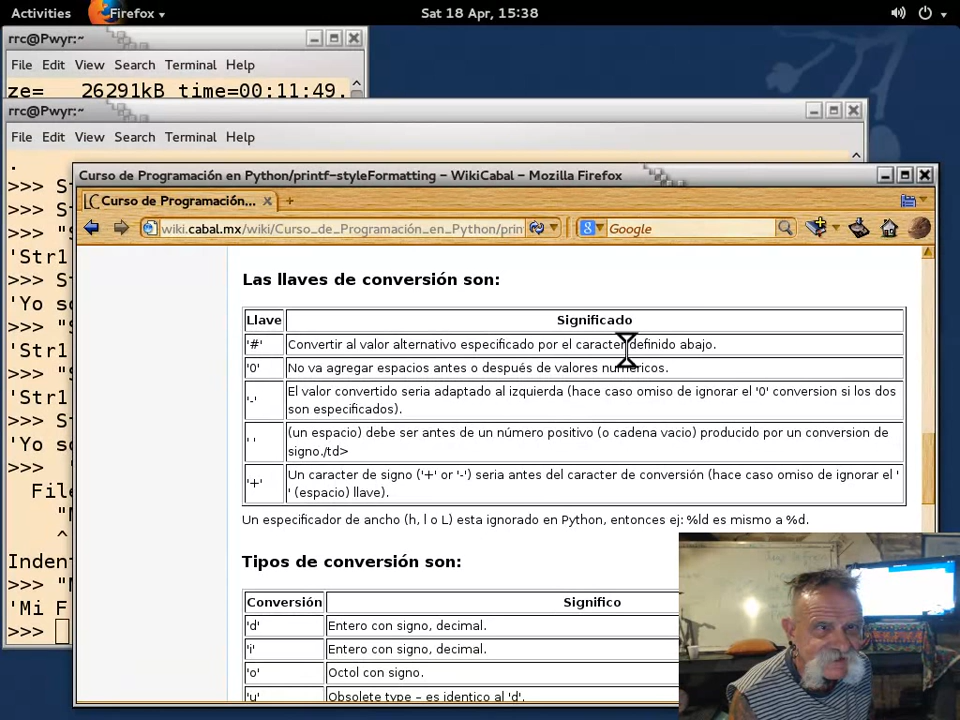 Activities Firefox Sat 18 Apr, 15:38
rrc@Pwyr:~
File Edit View Search Terminal Help
ze= 26291kB time=00:11:49.
rrc@Pwyr:~
File Edit View Search Terminal Help
.
>>> S
>>> S
>>> "S
'Str1
>>> S
'Yo s
>>> "S
'Str1
>>> "S
'Str1
>>> S
'Yo s
>>> "
File
"M
^
Inden
>>> "M
'Mi F
>>>
Curso de Programación en Python/printf-styleFormatting – WikiCabal – Mozilla Firefox
Curso de Programación...
wiki.cabal.mx/wiki/Curso_de_Programación_en_Python/prin
Google
Las llaves de conversión son:
Llave Significado
'#' Convertir al valor alternativo especificado por el caracter definido abajo.
'0' No va agregar espacios antes o después de valores numéricos.
'-' El valor convertido seria adaptado al izquierda (hace caso omiso de ignorar el '0' conversion si los dos
son especificados).
' ' (un espacio) debe ser antes de un número positivo (o cadena vacio) producido por un conversion de
signo./td>
'+' Un caracter de signo ('+' or '-') seria antes del caracter de conversión (hace caso omiso de ignorar el '
' (espacio) llave).
Un especificador de ancho (h, l o L) esta ignorado en Python, entonces ej: %ld es mismo a %d.
Tipos de conversión son:
Conversión Significo
'd' Entero con signo, decimal.
'i' Entero con signo, decimal.
'o' Octol con signo.
'u' Obsolete type – es identico al 'd'.